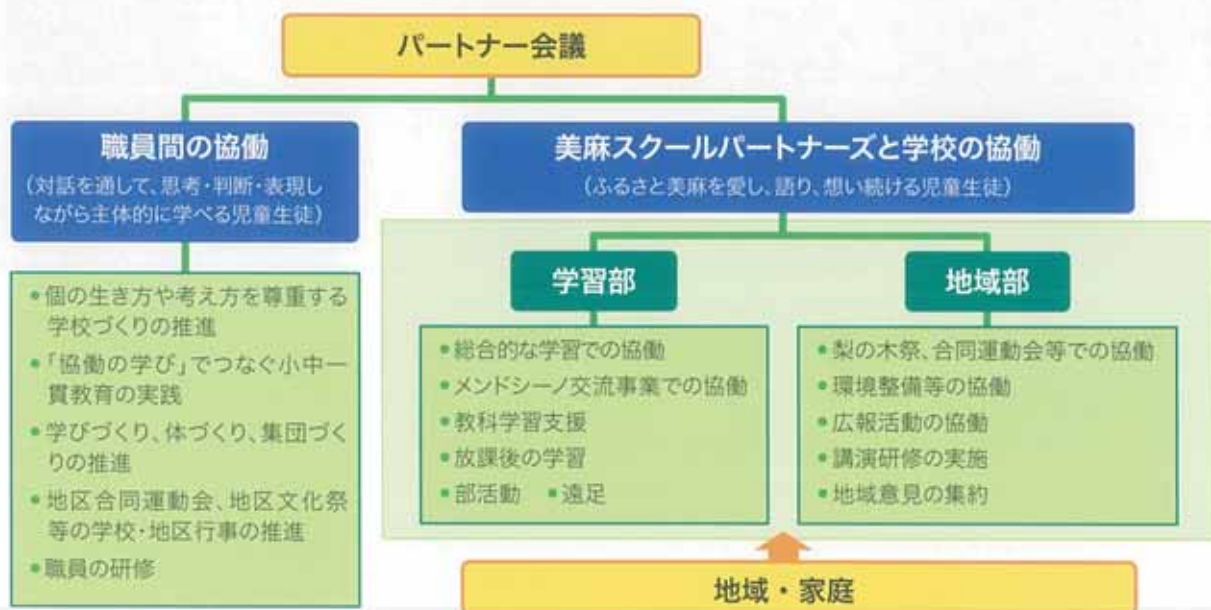 パートナー会議
職員間の協働
(対話を通して、思考・判断・表現し
ながら主体的に学べる児童生徒)
• 個の生き方や考え方を尊重する
学校づくりの推進
• 「協働の学び」でつなぐ小中一
貫教育の実践
• 学びづくり、体づくり、集団づく
りの推進
• 地区合同運動会、地区文化祭
等の学校・地区行事の推進
• 職員の研修
美麻スクールパートナーズと学校の協働
(ふるさと美麻を愛し、語り、想い続ける児童生徒)
学習部
• 総合的な学習での協働
• メンドシーノ交流事業での協働
• 教科学習支援
• 放課後の学習
• 部活動 • 遠足
地域部
• 梨の木祭、合同運動会等での協働
• 環境整備等の協働
• 広報活動の協働
• 講演研修の実施
• 地域意見の集約
地域・家庭